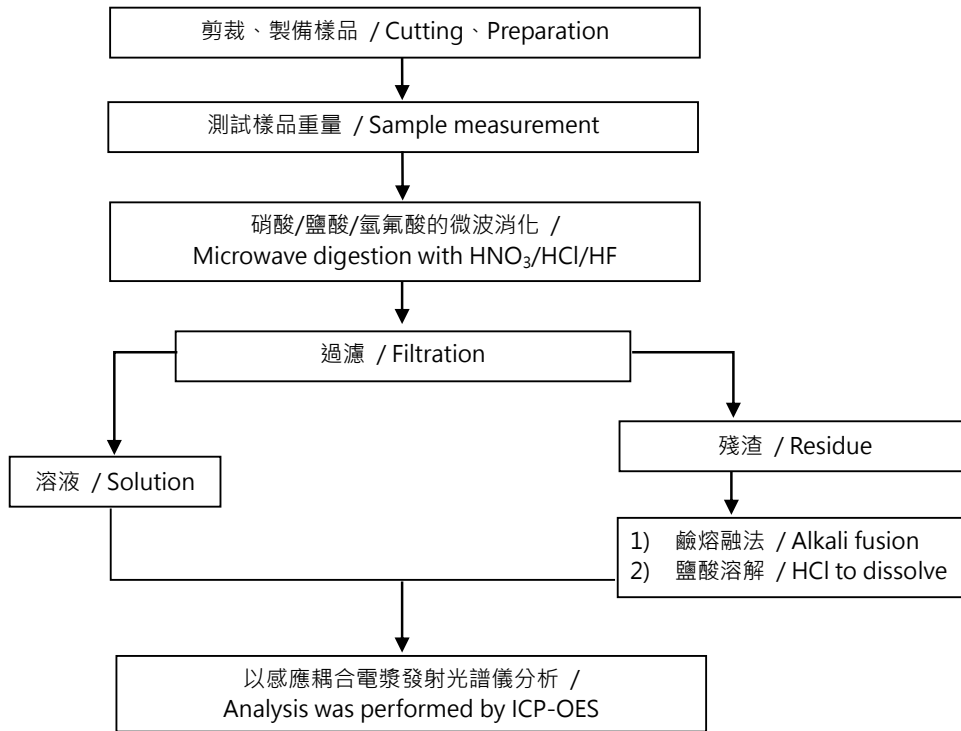 剪裁、製備樣品 / Cutting、Preparation
測試樣品重量 / Sample measurement
硝酸/鹽酸/氫氟酸的微波消化 /
Microwave digestion with HNO₃/HCl/HF
過濾 / Filtration
溶液 / Solution
殘渣 / Residue
1) 鹼熔融法 / Alkali fusion
2) 鹽酸溶解 / HCl to dissolve
以感應耦合電漿發射光譜儀分析 /
Analysis was performed by ICP-OES